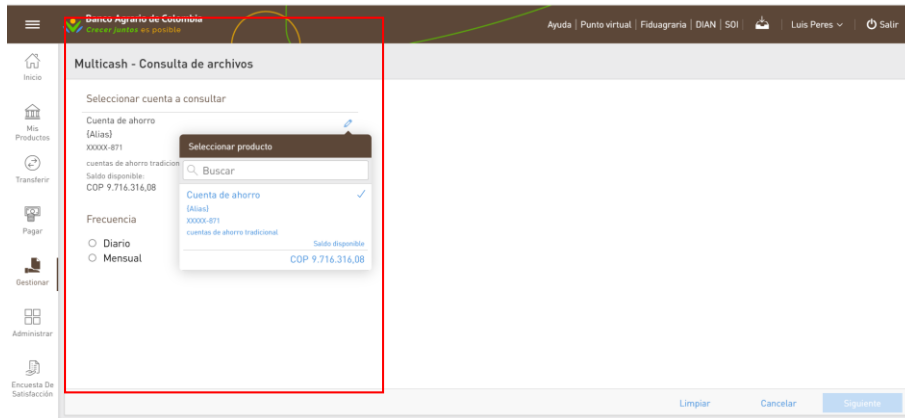 Banco Agrario de Colombia
Crecer juntos es posible
Ayuda | Punto virtual | Fiduagraria | DIAN | SOI | Luis Peres | Salir
Inicio
Mis
Productos
Transferir
Pagar
Gestionar
Administrar
Encuesta De
Satisfacción
Multicash - Consulta de archivos
Seleccionar cuenta a consultar
Cuenta de ahorro
{Alias}
XXXXX-871
cuentas de ahorro tradicion
Saldo disponible:
COP 9.716.316,08
Frecuencia
Diario
Mensual
Seleccionar producto
Buscar
Cuenta de ahorro
{Alias}
XXXXX-871
cuentas de ahorro tradicional
Saldo disponible
COP 9.716.316,08
Limpiar Cancelar Siguiente